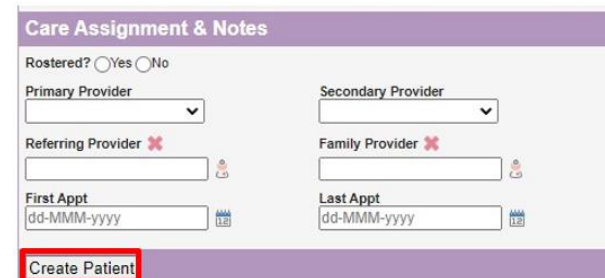 Care Assignment & Notes
Rostered? Yes No
Primary Provider Secondary Provider
Referring Provider Family Provider
First Appt Last Appt
dd-MMM-yyyy dd-MMM-yyyy
Create Patient